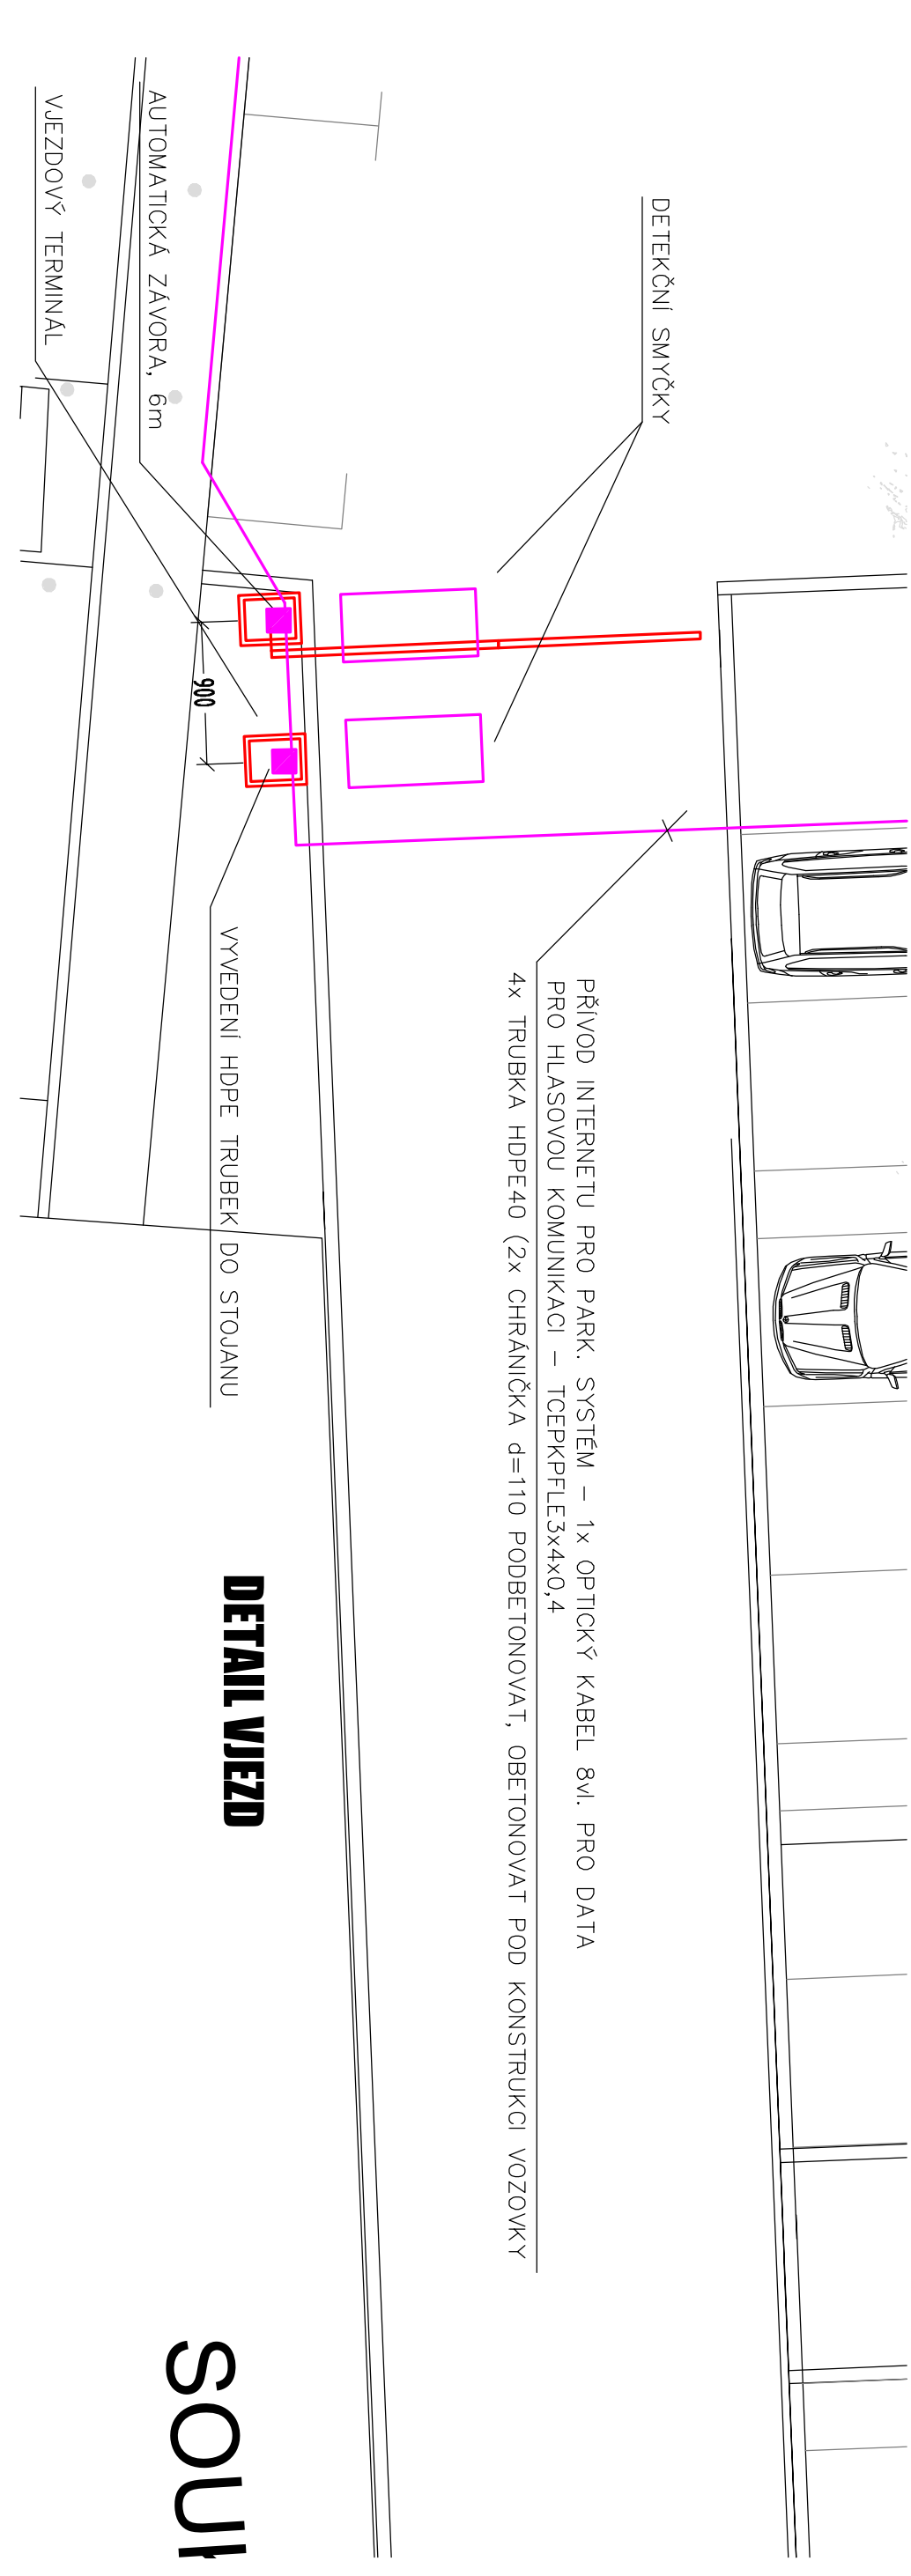 DETEKČNÍ SMYČKY
AUTOMATICKÁ ZÁVORA, 6m
VJEZDOVÝ TERMINÁL
900
PŘÍVOD INTERNETU PRO PARK. SYSTÉM – 1x OPTICKÝ KABEL 8vl. PRO DATA
PRO HLASOVOU KOMUNIKACI – TCEPKPFLE3x4x0,4
4x TRUBKA HDPE40 (2x CHRÁNIČKA d=110 PODBETONOVAT, OBETONOVAT POD KONSTRUKCI VOZOVKY
VYVEDENÍ HDPE TRUBEK DO STOJANU
DETAIL VJEZD